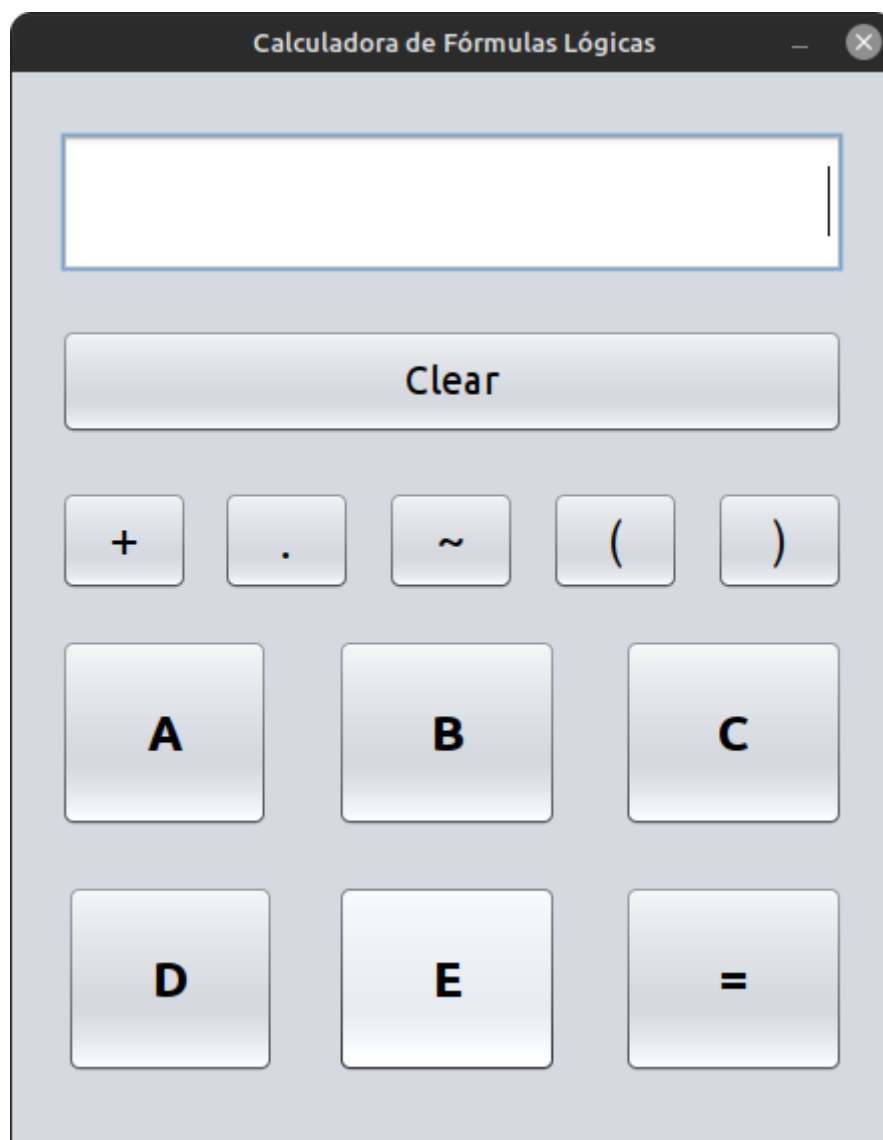 Calculadora de Fórmulas Lógicas
Clear
+ . ~ ( )
A B C
D E =